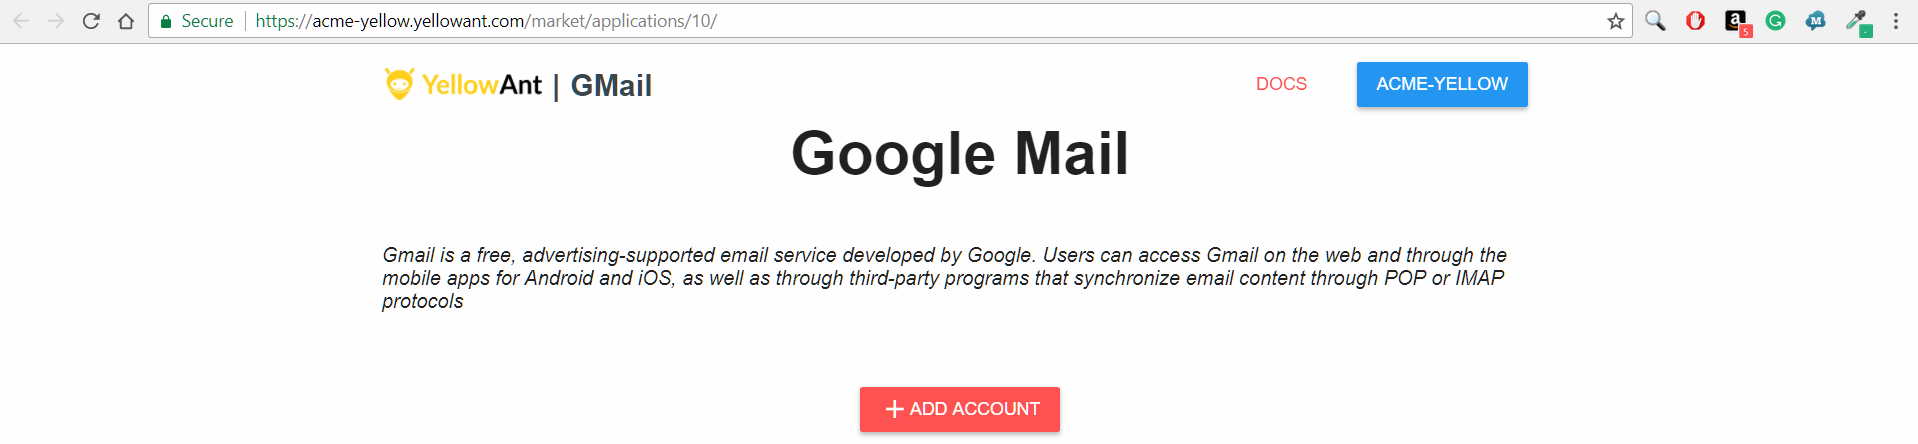 Secure https://acme-yellow.yellowant.com/market/applications/10/
a 5 G M
YellowAnt | GMail DOCS ACME-YELLOW
Google Mail
Gmail is a free, advertising-supported email service developed by Google. Users can access Gmail on the web and through the
mobile apps for Android and iOS, as well as through third-party programs that synchronize email content through POP or IMAP
protocols
+ ADD ACCOUNT